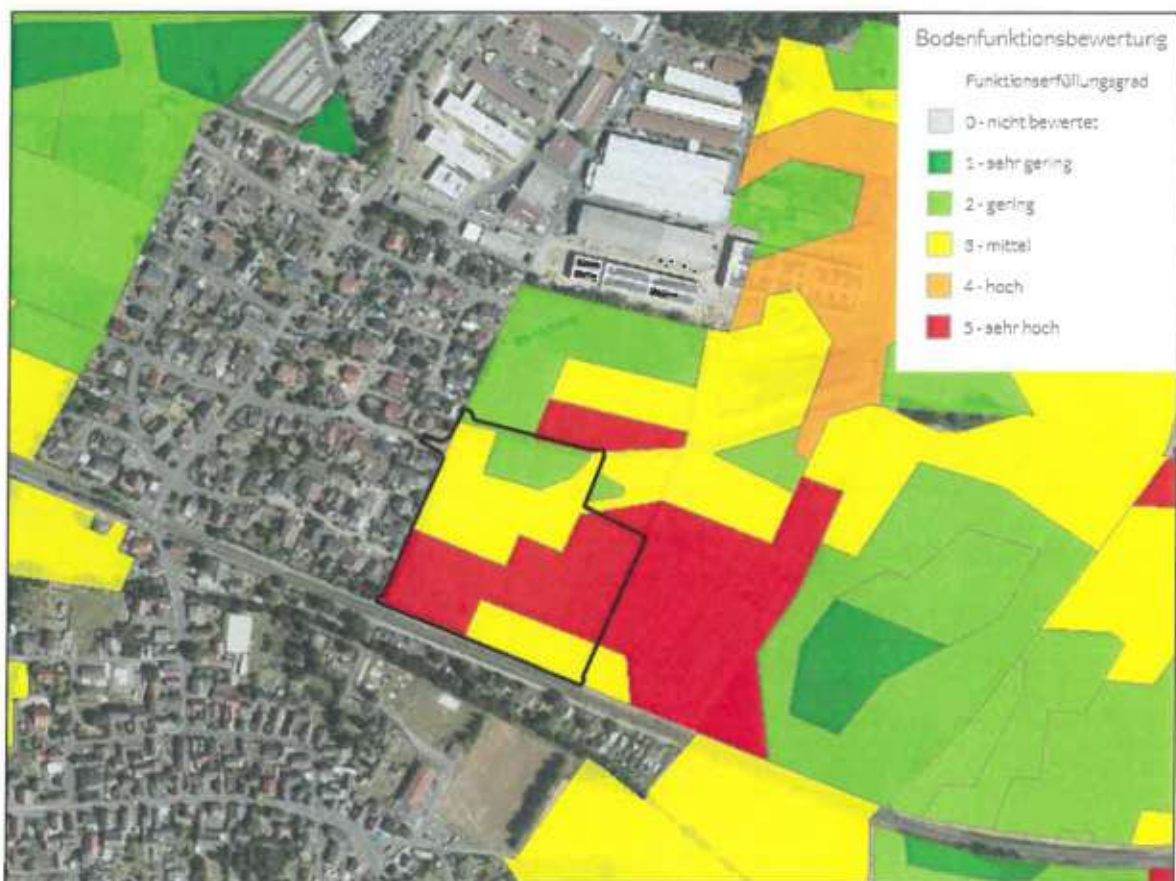 Bodenfunktionsbewertung
Funktionserfüllungsgrad
0 - nicht bewertet
1 - sehr gering
2 - gering
3 - mittel
4 - hoch
5 - sehr hoch